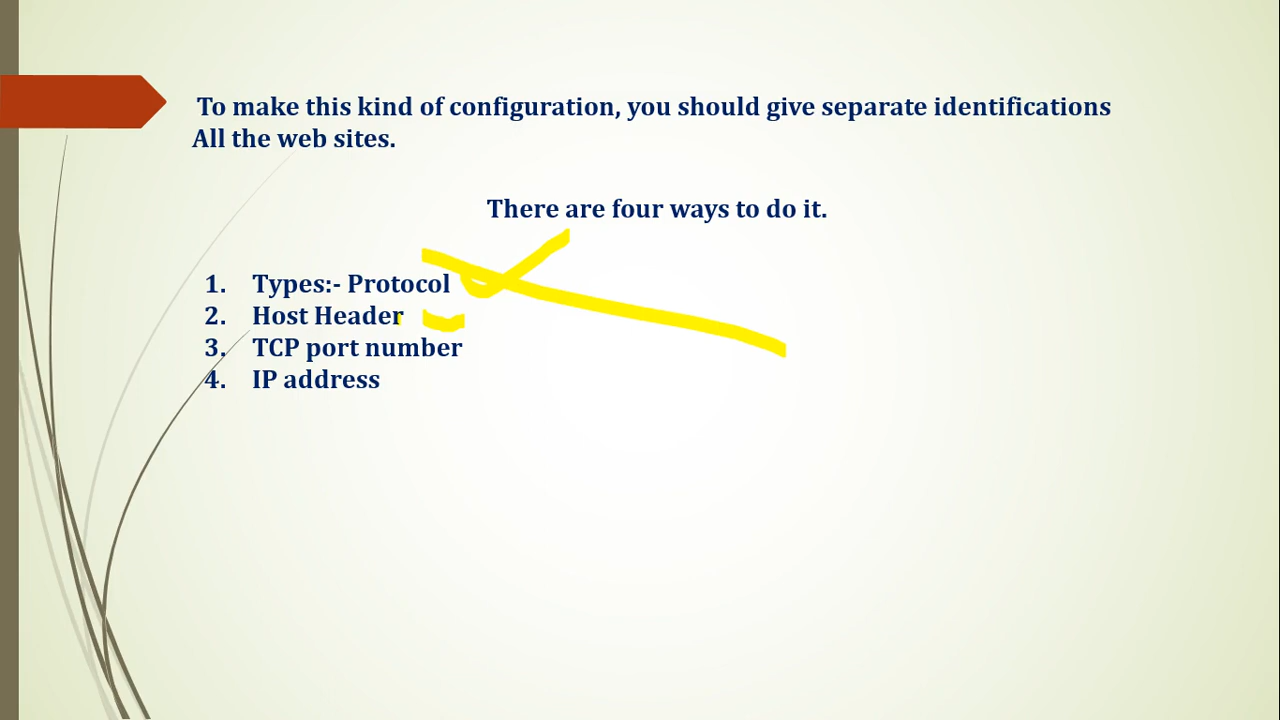 To make this kind of configuration, you should give separate identifications
All the web sites.
There are four ways to do it.
1. Types:- Protocol
2. Host Header
3. TCP port number
4. IP address